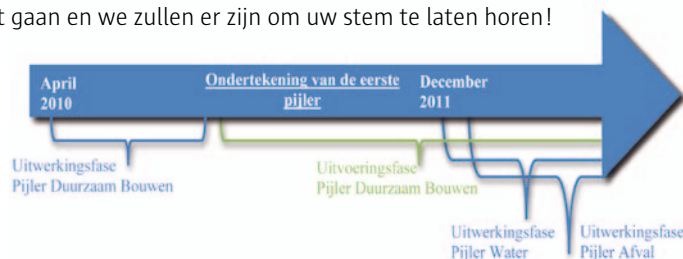 t gaan en we zullen er zijn om uw stem te laten horen!
April
2010
Ondertekening van de eerste
pijler
December
2011
Uitwerkingsfase
Pijler Duurzaam Bouwen
Uitvoeringsfase
Pijler Duurzaam Bouwen
Uitwerkingsfase
Pijler Water
Uitwerkingsfase
Pijler Afval